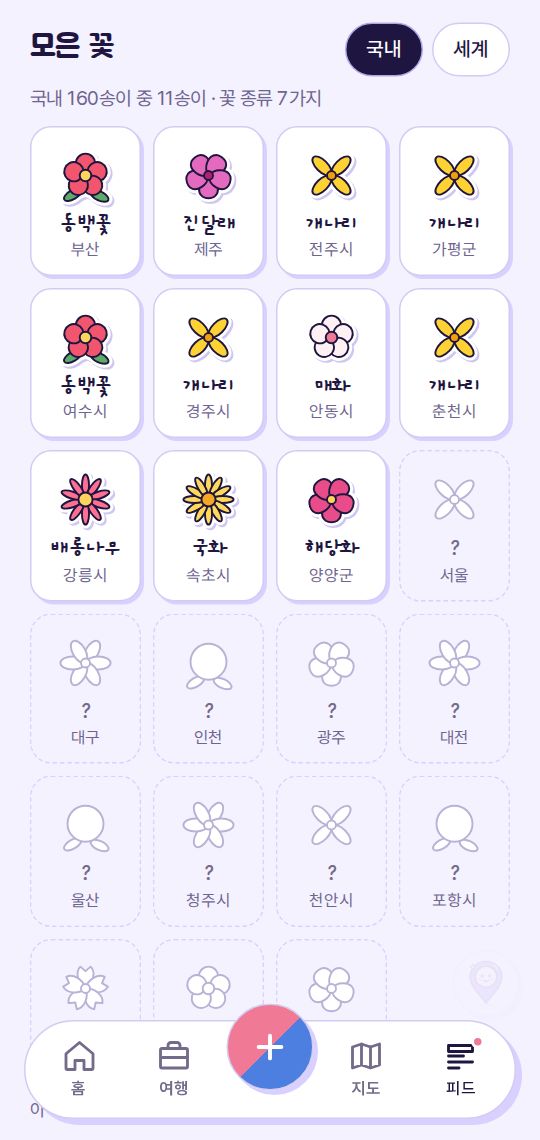 모은 꽃
국내 세계
국내 160송이 중 11송이 · 꽃 종류 7가지
동백꽃 진달래 개나리 개나리
부산 제주 전주시 가평군
동백꽃 개나리 매화 개나리
여수시 경주시 안동시 춘천시
배롱나무 국화 해당화 ?
강릉시 속초시 양양군 서울
? ? ? ?
대구 인천 광주 대전
? ? ? ?
울산 청주시 천안시 포항시
+
홈 여행 지도 피드
이